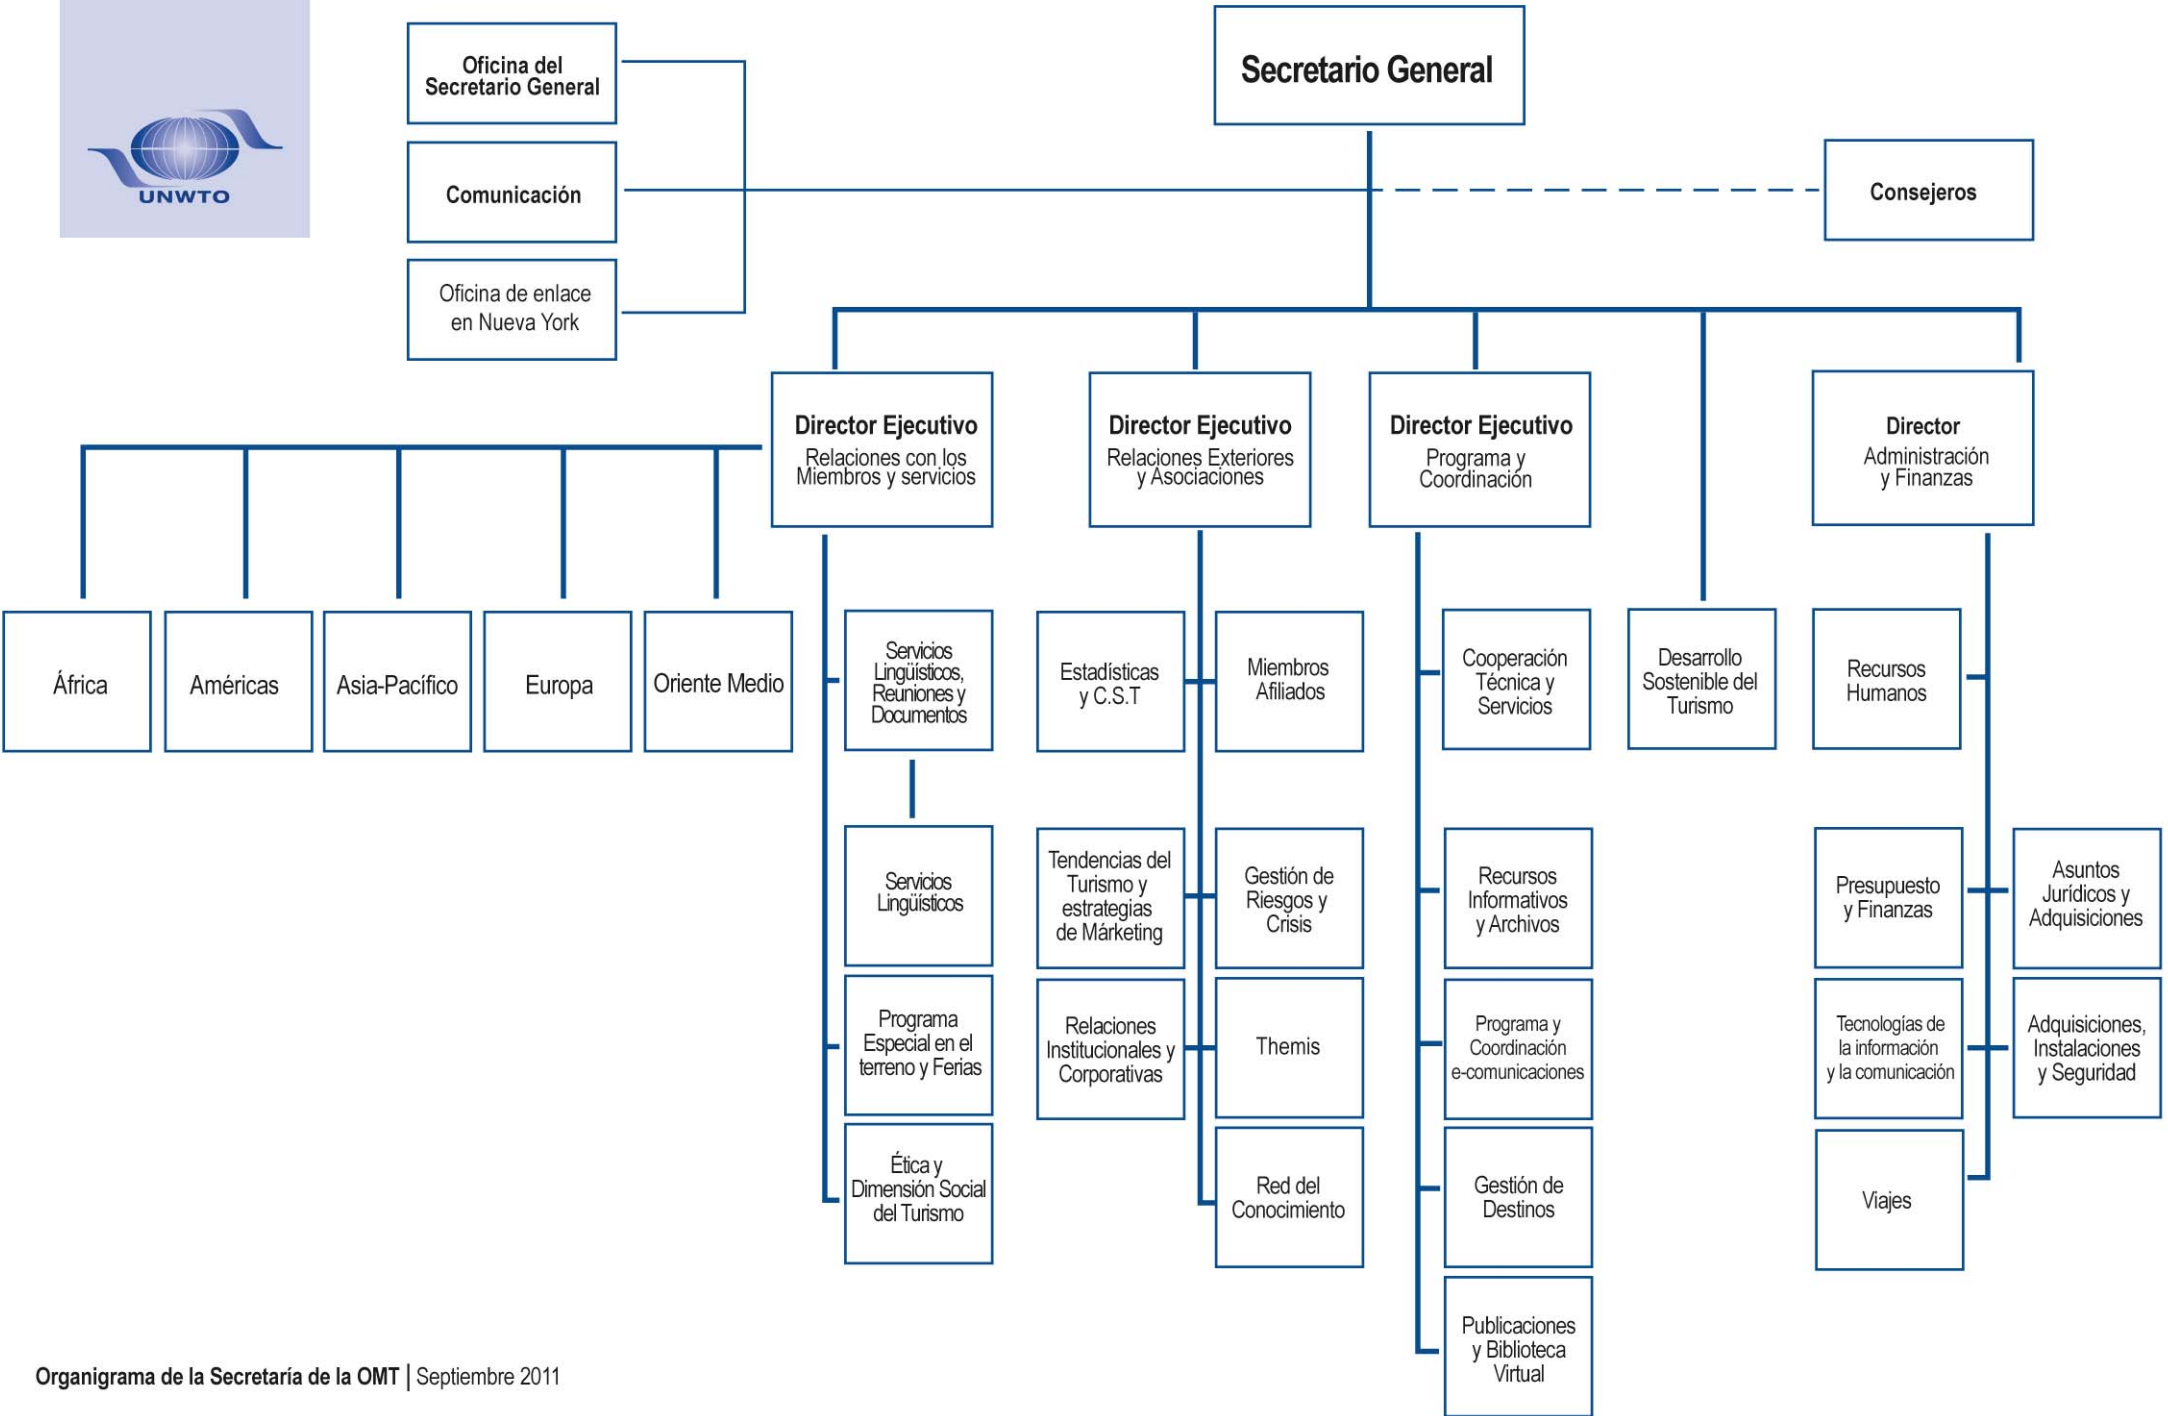 UNWTO
Oficina del
Secretario General
Comunicación
Oficina de enlace
en Nueva York
Secretario General
Consejeros
Director Ejecutivo
Relaciones con los
Miembros y servicios
Director Ejecutivo
Relaciones Exteriores
y Asociaciones
Director Ejecutivo
Programa y
Coordinación
Director
Administración
y Finanzas
África
Américas
Asia-Pacífico
Europa
Oriente Medio
Servicios
Lingüísticos,
Reuniones y
Documentos
Estadísticas
y C.S.T
Miembros
Afiliados
Cooperación
Técnica y
Servicios
Desarrollo
Sostenible del
Turismo
Recursos
Humanos
Servicios
Lingüísticos
Tendencias del
Turismo y
estrategias
de Márketing
Gestión de
Riesgos y
Crisis
Recursos
Informativos
y Archivos
Presupuesto
y Finanzas
Asuntos
Jurídicos y
Adquisiciones
Programa
Especial en el
terreno y Ferias
Relaciones
Institucionales y
Corporativas
Themis
Programa y
Coordinación
e-comunicaciones
Tecnologías de
la información
y la comunicación
Adquisiciones,
Instalaciones
y Seguridad
Ética y
Dimensión Social
del Turismo
Red del
Conocimiento
Gestión de
Destinos
Viajes
Publicaciones
y Biblioteca
Virtual
Organigrama de la Secretaría de la OMT | Septiembre 2011